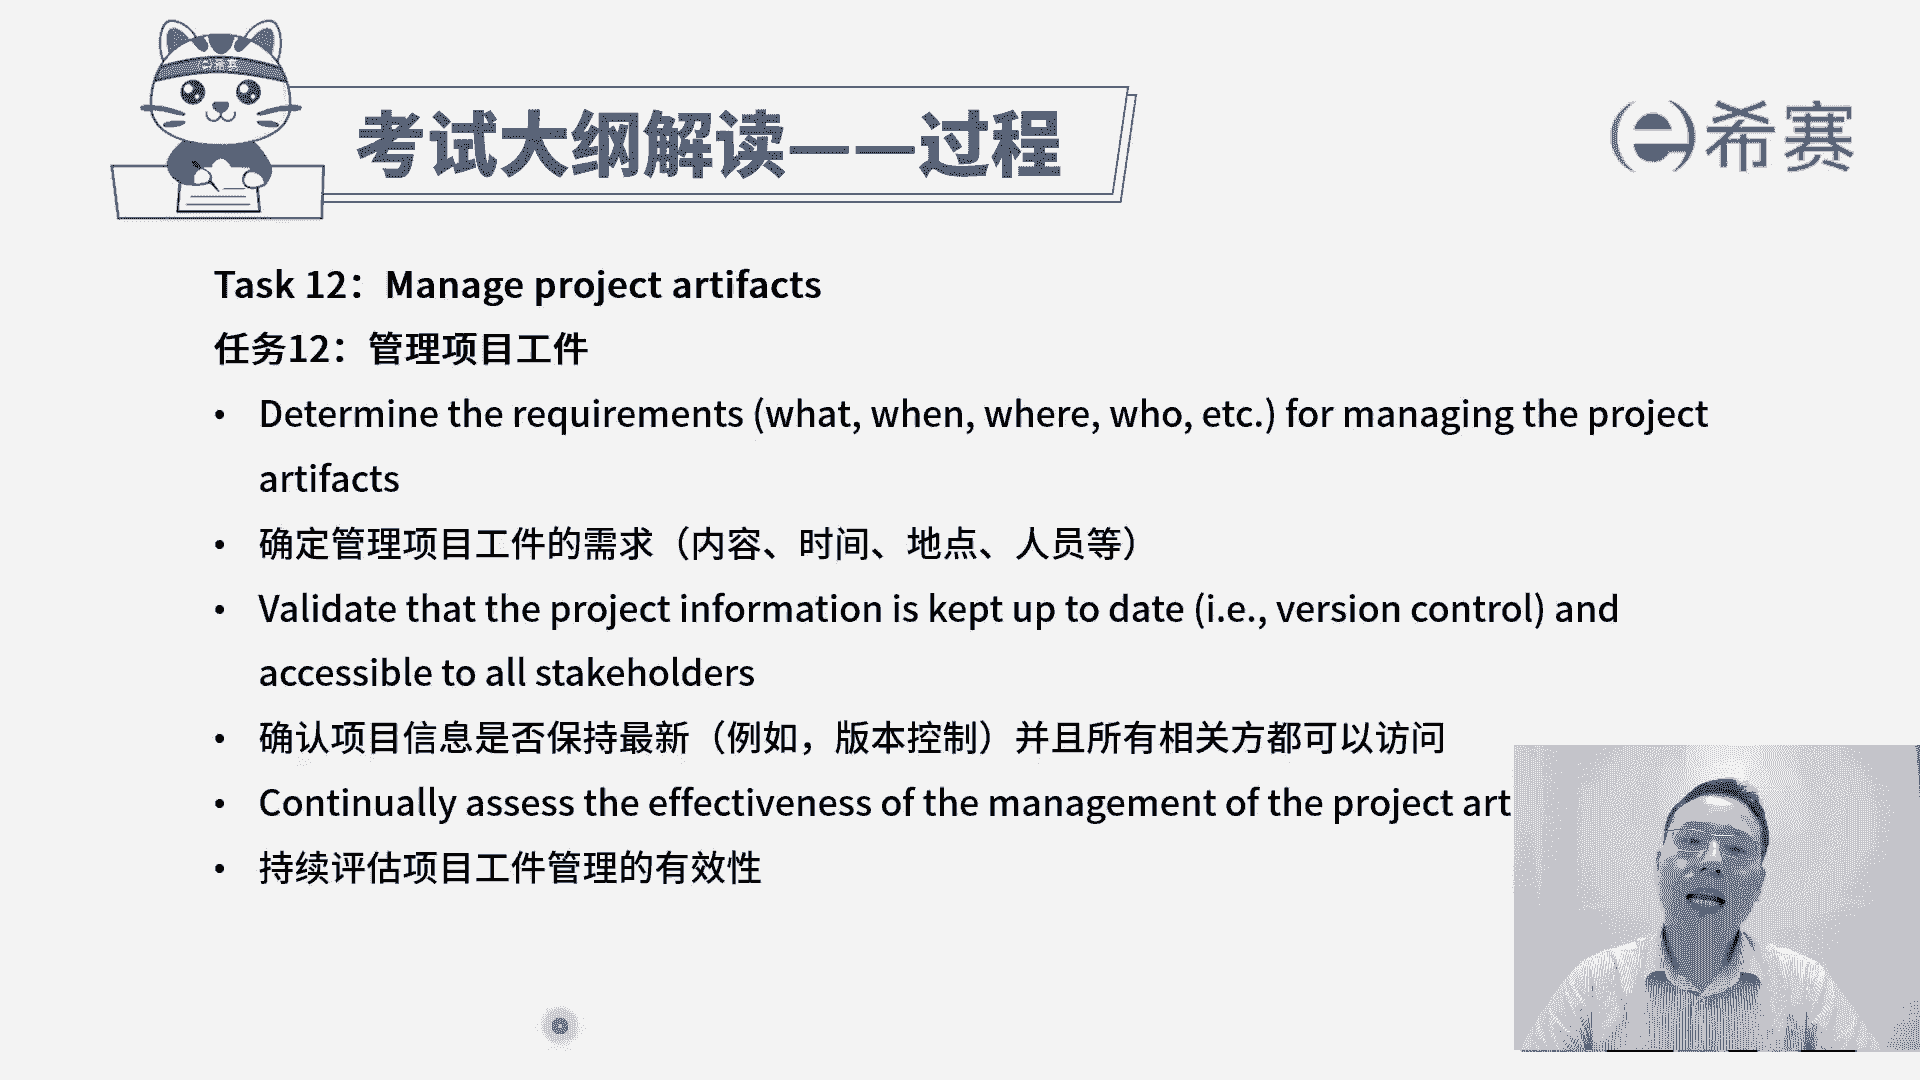 希赛
考试大纲解读——过程
希赛
Task 12：Manage project artifacts
任务12：管理项目工件
• Determine the requirements (what, when, where, who, etc.) for managing the project
artifacts
• 确定管理项目工件的需求（内容、时间、地点、人员等）
• Validate that the project information is kept up to date (i.e., version control) and
accessible to all stakeholders
• 确认项目信息是否保持最新（例如，版本控制）并且所有相关方都可以访问
• Continually assess the effectiveness of the management of the project art
• 持续评估项目工件管理的有效性